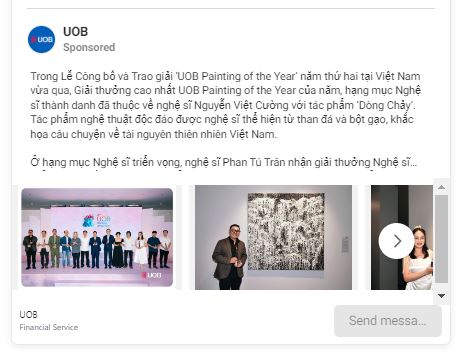 UOB
UOB
Sponsored
Trong Lễ Công bố và Trao giải ‘UOB Painting of the Year’ năm thứ hai tại Việt Nam
vừa qua, Giải thưởng cao nhất UOB Painting of the Year của năm, hạng mục Nghệ
sĩ thành danh đã thuộc về nghệ sĩ Nguyễn Việt Cường với tác phẩm ‘Dòng Chảy’.
Tác phẩm nghệ thuật độc đáo được nghệ sĩ thể hiện từ than đá và bột gạo, khắc
họa câu chuyện về tài nguyên thiên nhiên Việt Nam.
Ở hạng mục Nghệ sĩ triển vọng, nghệ sĩ Phan Tú Trân nhận giải thưởng Nghệ sĩ...
UOB
UOB
UOB
Financial Service
Send messa...